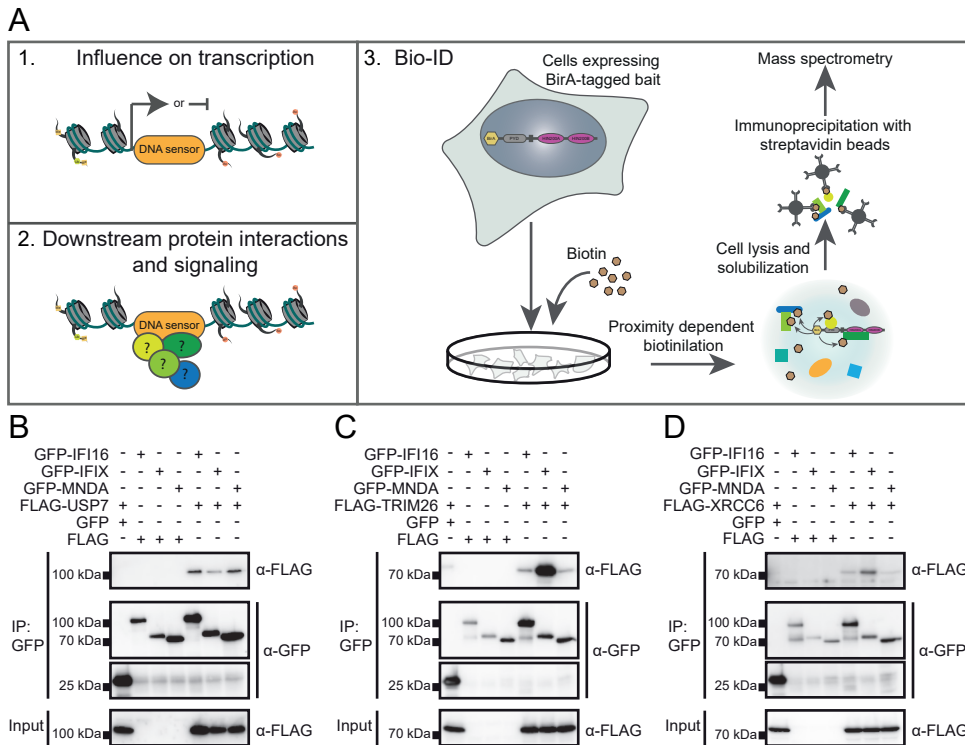 A
1. Influence on transcription
or
DNA sensor
2. Downstream protein interactions
and signaling
DNA sensor
? ?
? ?
3. Bio-ID
Cells expressing
BirA-tagged bait
PYD
Biotin
Proximity dependent
biotinilation
Cell lysis and
solubilization
Immunoprecipitation with
streptavidin beads
Mass spectrometry
B
GFP-IFI16 - + - - + - -
GFP-IFIX - - + - - + -
GFP-MNDA - - - + - - +
FLAG-USP7 + - - - + + +
GFP + - - - - - -
FLAG - + + + - - -
100 kDa α-FLAG
IP:
GFP
100 kDa
70 kDa
α-GFP
25 kDa
Input 100 kDa α-FLAG
C
GFP-IFI16 - + - - + - -
GFP-IFIX - - + - - + -
GFP-MNDA - - - + - - +
FLAG-TRIM26 + - - - + + +
GFP + - - - - - -
FLAG - + + + - - -
70 kDa α-FLAG
IP:
GFP
100 kDa
70 kDa
α-GFP
25 kDa
Input 70 kDa α-FLAG
D
GFP-IFI16 - + - - + - -
GFP-IFIX - - + - - + -
GFP-MNDA - - - + - - +
FLAG-XRCC6 + - - - + + +
GFP + - - - - - -
FLAG - + + + - - -
70 kDa α-FLAG
IP:
GFP
100 kDa
70 kDa
α-GFP
25 kDa
Input 70 kDa α-FLAG